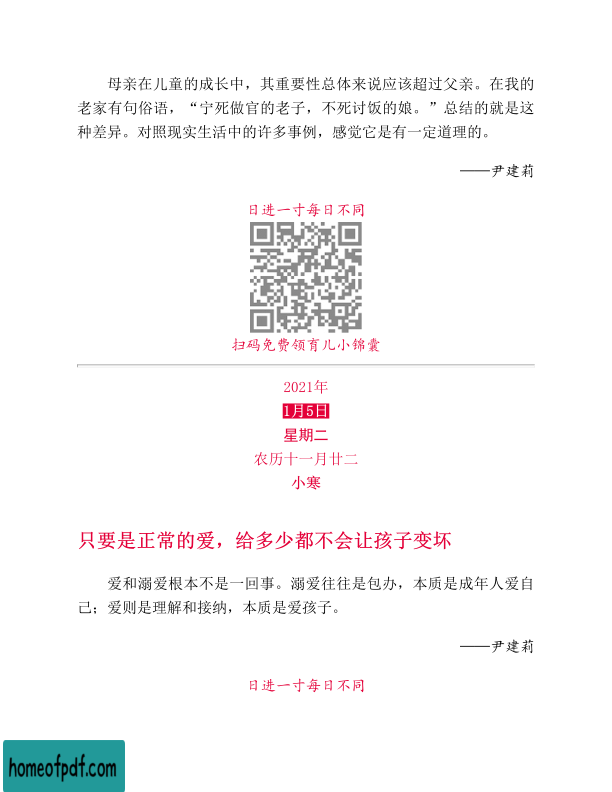 母亲在儿童的成长中，其重要性总体来说应该超过父亲。在我的
老家有句俗语，“宁死做官的老子，不死讨饭的娘。”总结的就是这
种差异。对照现实生活中的许多事例，感觉它是有一定道理的。
——尹建莉
日进一寸每日不同
扫码免费领育儿小锦囊
2021年
1月5日
星期二
农历十一月廿二
小寒
只要是正常的爱，给多少都不会让孩子变坏
爱和溺爱根本不是一回事。溺爱往往是包办，本质是成年人爱自
己；爱则是理解和接纳，本质是爱孩子。
——尹建莉
日进一寸每日不同
homeofpdf.com